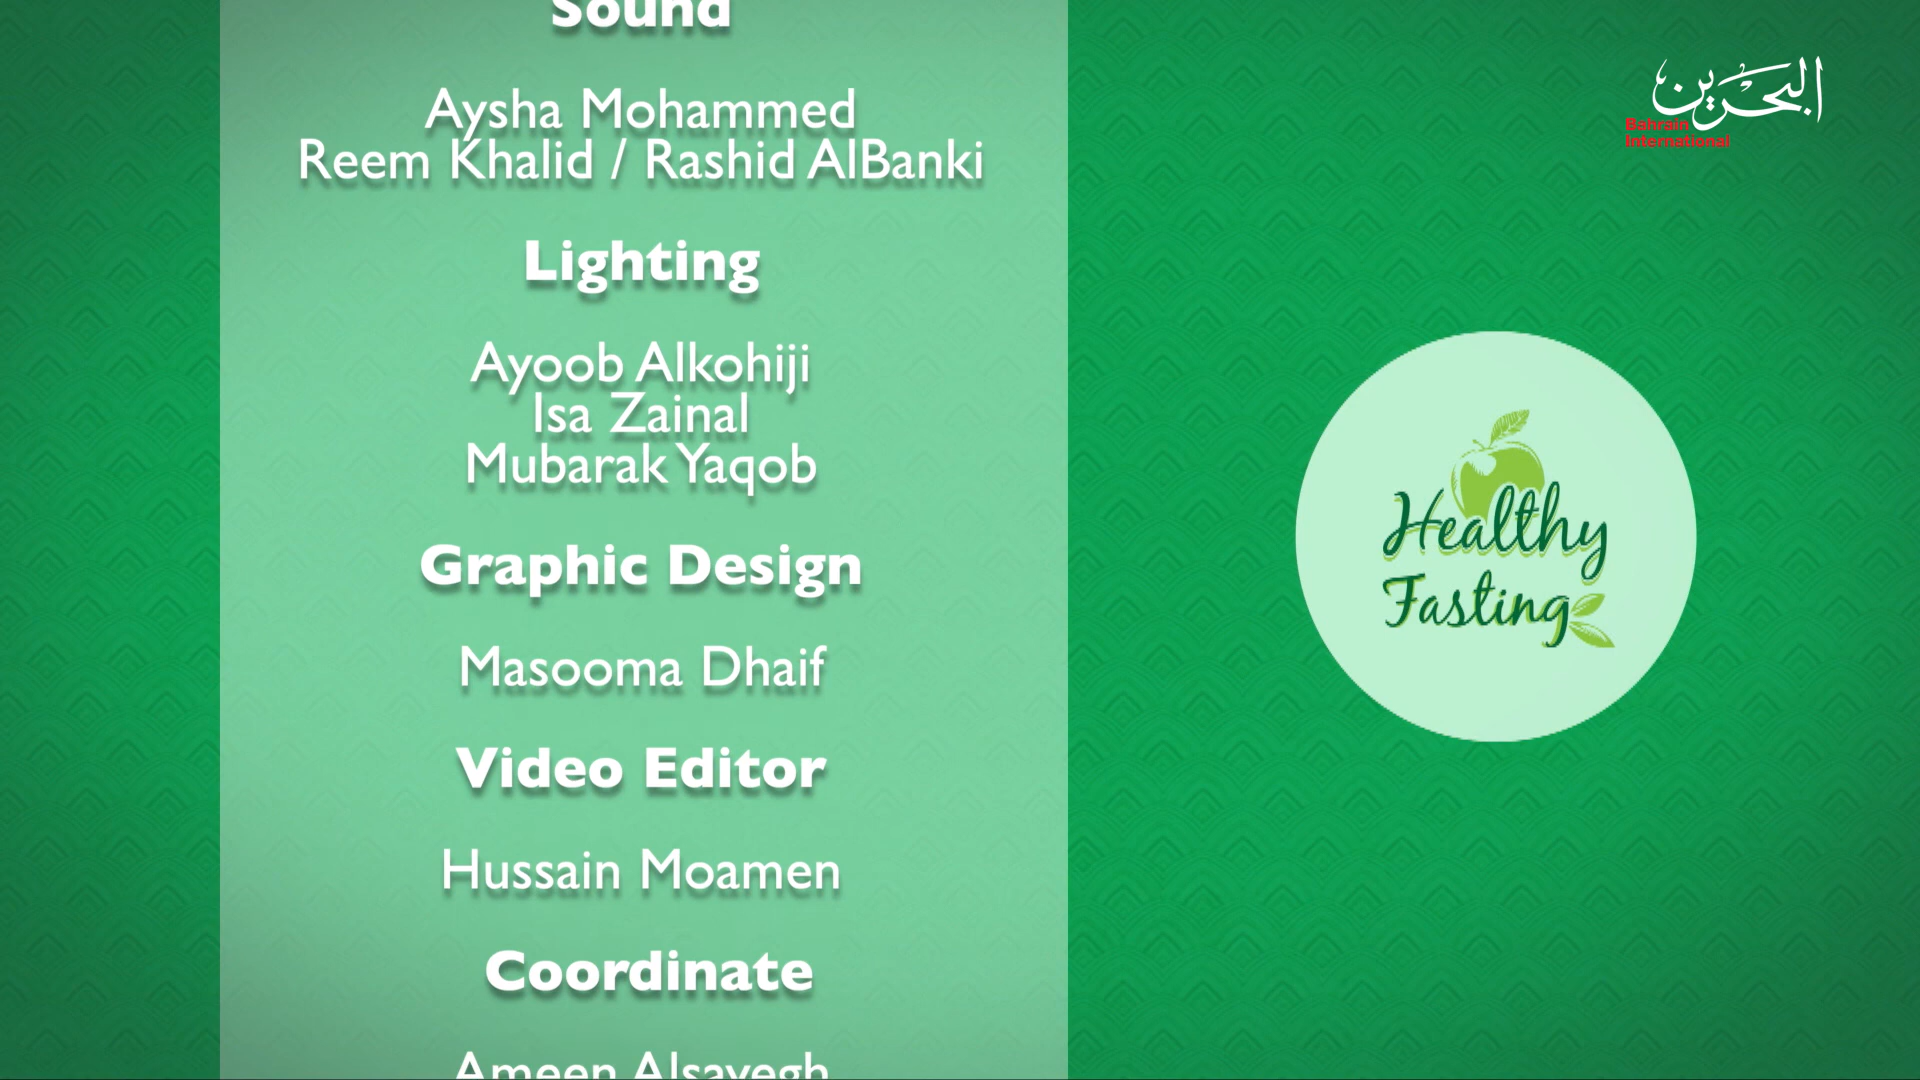 Sound
Aysha Mohammed
Reem Khalid / Rashid AlBanki
Lighting
Ayoob Alkohiji
Isa Zainal
Mubarak Yaqob
Graphic Design
Masooma Dhaif
Video Editor
Hussain Moamen
Coordinate
Ameen Alsayegh
البحرين
Bahrain
International
Healthy
Fasting